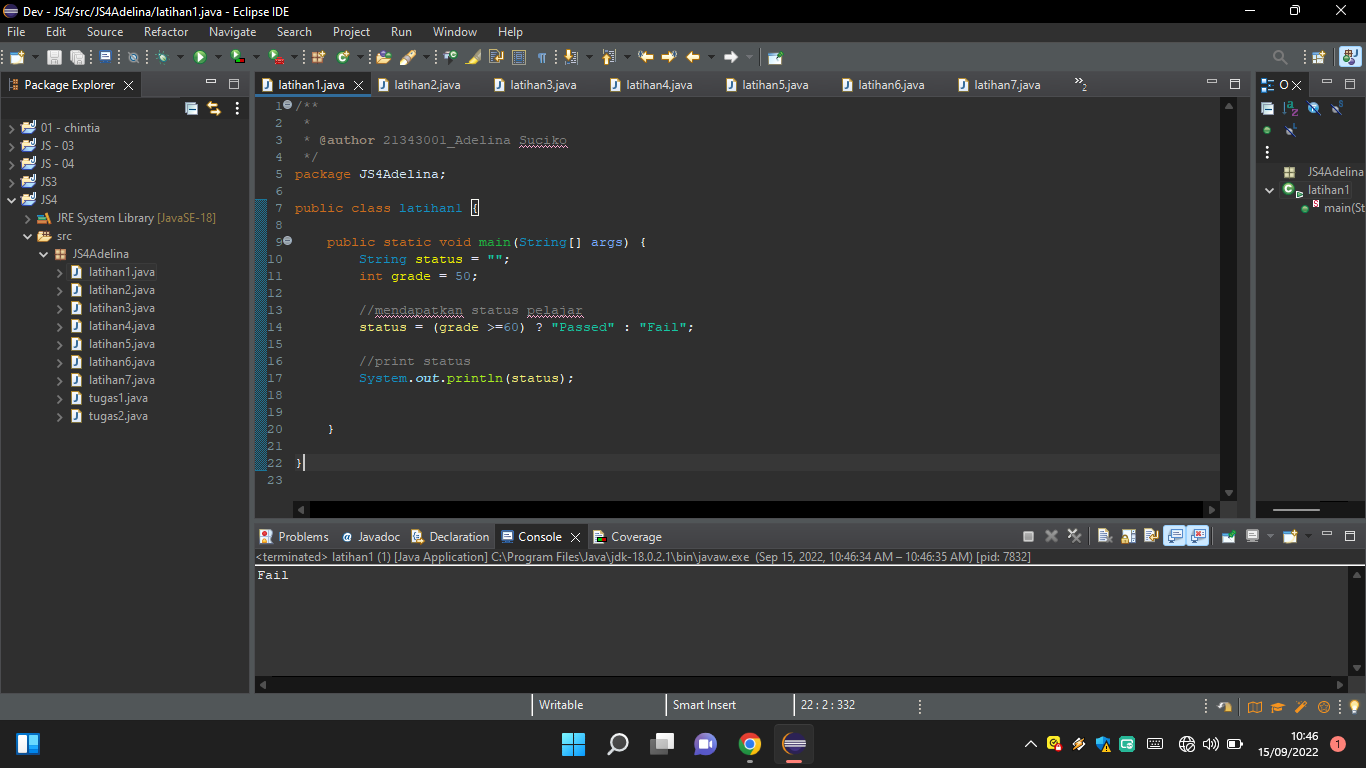 Dev - JS4/src/JS4Adelina/latihan1.java - Eclipse IDE
File Edit Source Refactor Navigate Search Project Run Window Help
Package Explorer
latihan1.java latihan2.java latihan3.java latihan4.java latihan5.java latihan6.java latihan7.java »2
O
01 - chintia
JS - 03
JS - 04
JS3
JS4
JRE System Library [JavaSE-18]
src
JS4Adelina
latihan1.java
latihan2.java
latihan3.java
latihan4.java
latihan5.java
latihan6.java
latihan7.java
tugas1.java
tugas2.java
1 /**
2 *
3 * @author 21343001_Adelina Suciko
4 */
5 package JS4Adelina;
6
7 public class latihan1 {
8
9 public static void main(String[] args) {
10 String status = "";
11 int grade = 50;
12
13 //mendapatkan status pelajar
14 status = (grade >=60) ? "Passed" : "Fail";
15
16 //print status
17 System.out.println(status);
18
19
20 }
21
22 }
23
JS4Adelina
latihan1
main(St
Problems @ Javadoc Declaration Console Coverage
<terminated> latihan1 (1) [Java Application] C:\Program Files\Java\jdk-18.0.2.1\bin\javaw.exe (Sep 15, 2022, 10:46:34 AM – 10:46:35 AM) [pid: 7832]
Fail
Writable Smart Insert 22 : 2 : 332
10:46
15/09/2022
1